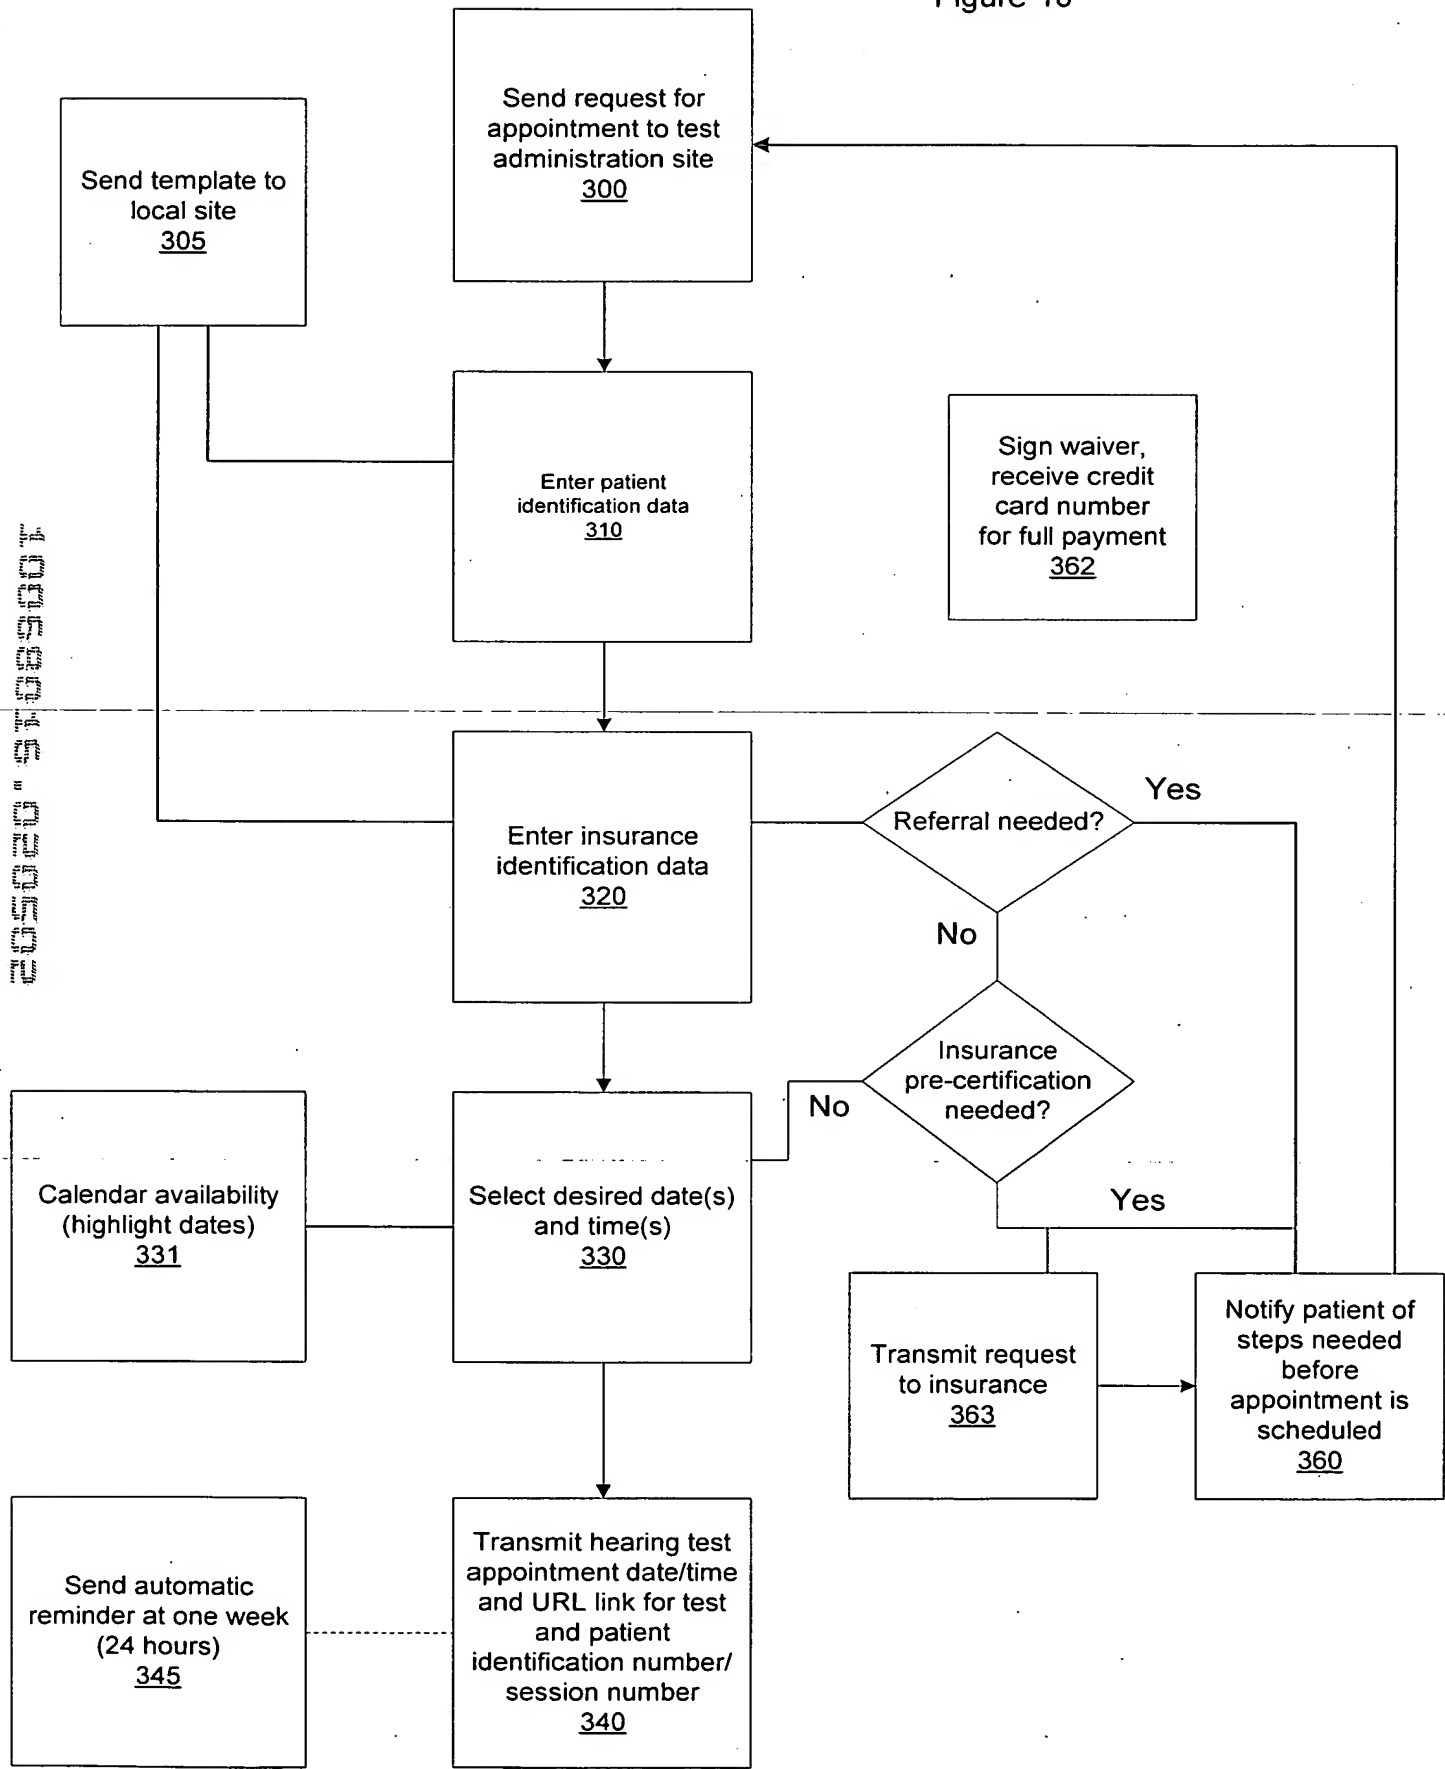 Figure 18
Send request for
appointment to test
administration site
300
Send template to
local site
305
Enter patient
identification data
310
Sign waiver,
receive credit
card number
for full payment
362
10059015.020502
Enter insurance
identification data
320
Referral needed?
Yes
No
Insurance
pre-certification
needed?
No
Yes
Calendar availability
(highlight dates)
331
Select desired date(s)
and time(s)
330
Transmit request
to insurance
363
Notify patient of
steps needed
before
appointment is
scheduled
360
Send automatic
reminder at one week
(24 hours)
345
Transmit hearing test
appointment date/time
and URL link for test
and patient
identification number/
session number
340